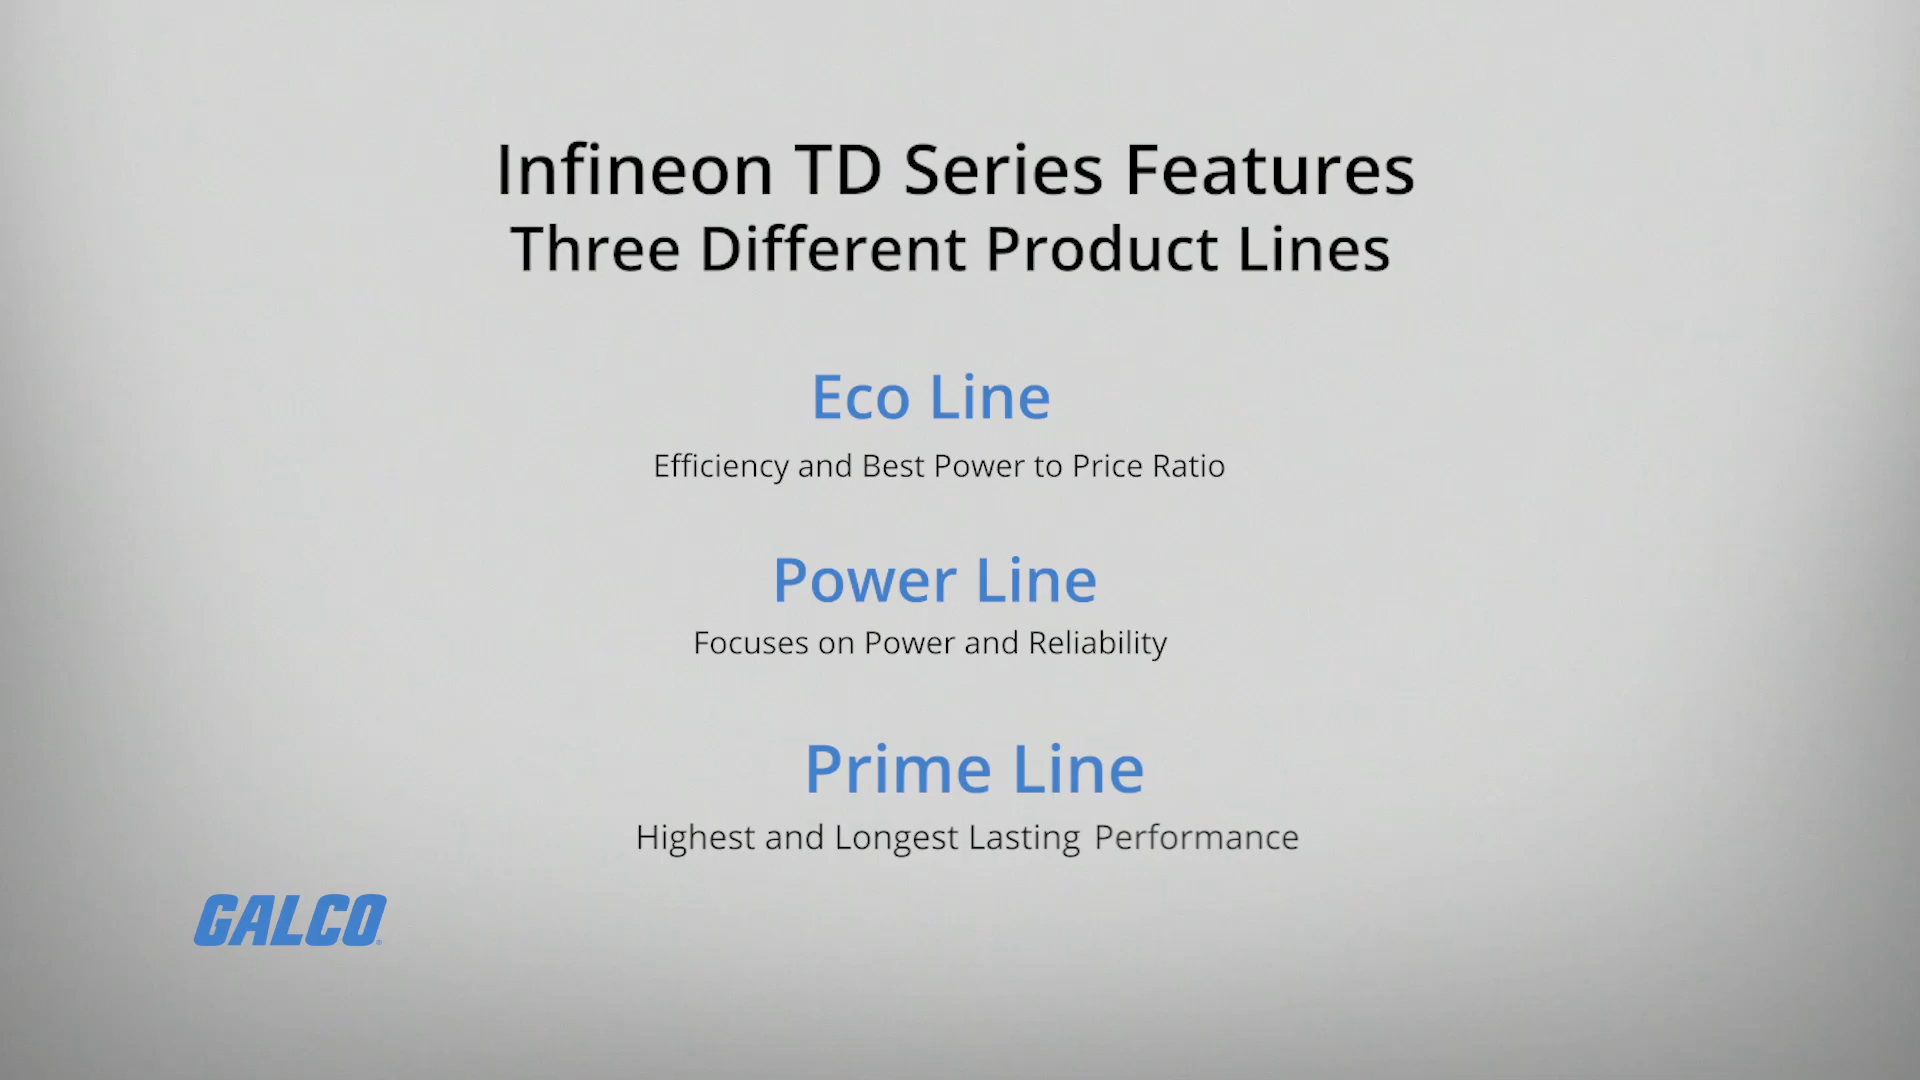 Infineon TD Series Features
Three Different Product Lines
Eco Line
Efficiency and Best Power to Price Ratio
Power Line
Focuses on Power and Reliability
Prime Line
Highest and Longest Lasting Performance
GALCO